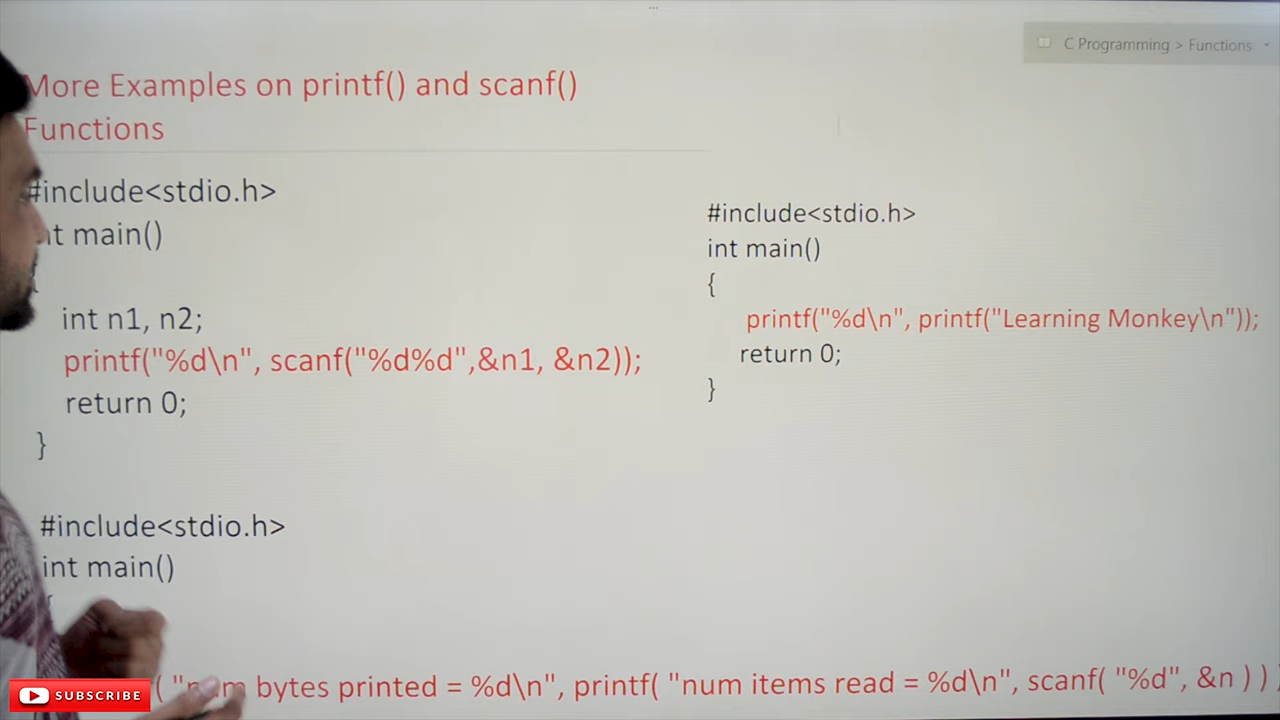 C Programming > Functions
More Examples on printf() and scanf()
Functions
#include<stdio.h>
int main()
{
int n1, n2;
printf("%d\n", scanf("%d%d",&n1, &n2));
return 0;
}
#include<stdio.h>
int main()
{
printf("%d\n", printf("Learning Monkey\n"));
return 0;
}
#include<stdio.h>
int main()
{
( "num bytes printed = %d\n", printf( "num items read = %d\n", scanf( "%d", &n ) )
SUBSCRIBE